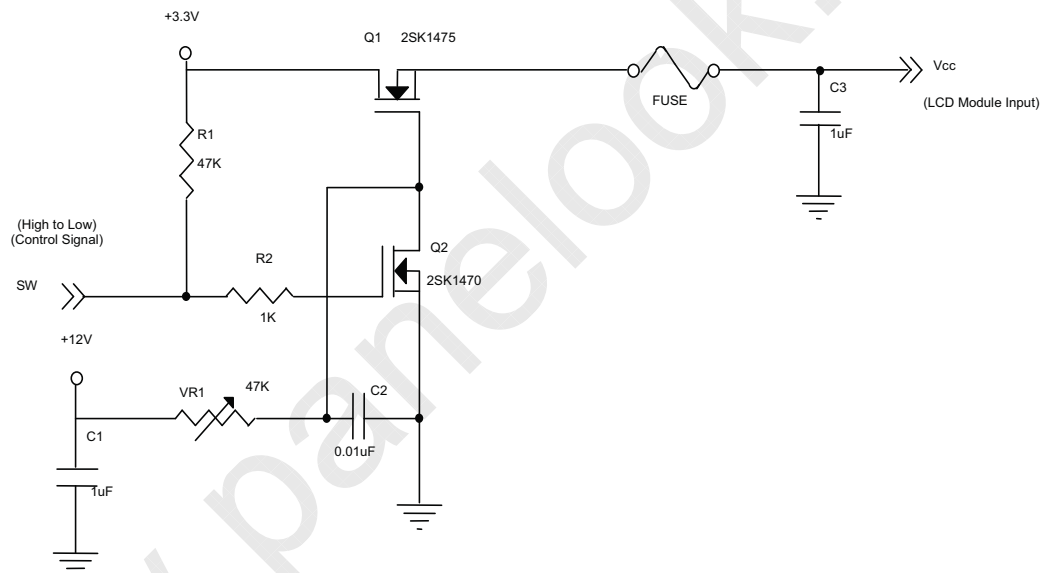 +3.3V
Q1 2SK1475
Vcc
C3
FUSE
(LCD Module Input)
R1
1uF
47K
(High to Low)
(Control Signal)
Q2
R2
2SK1470
SW
1K
+12V
VR1
47K
C2
C1
0.01uF
1uF
panelook.